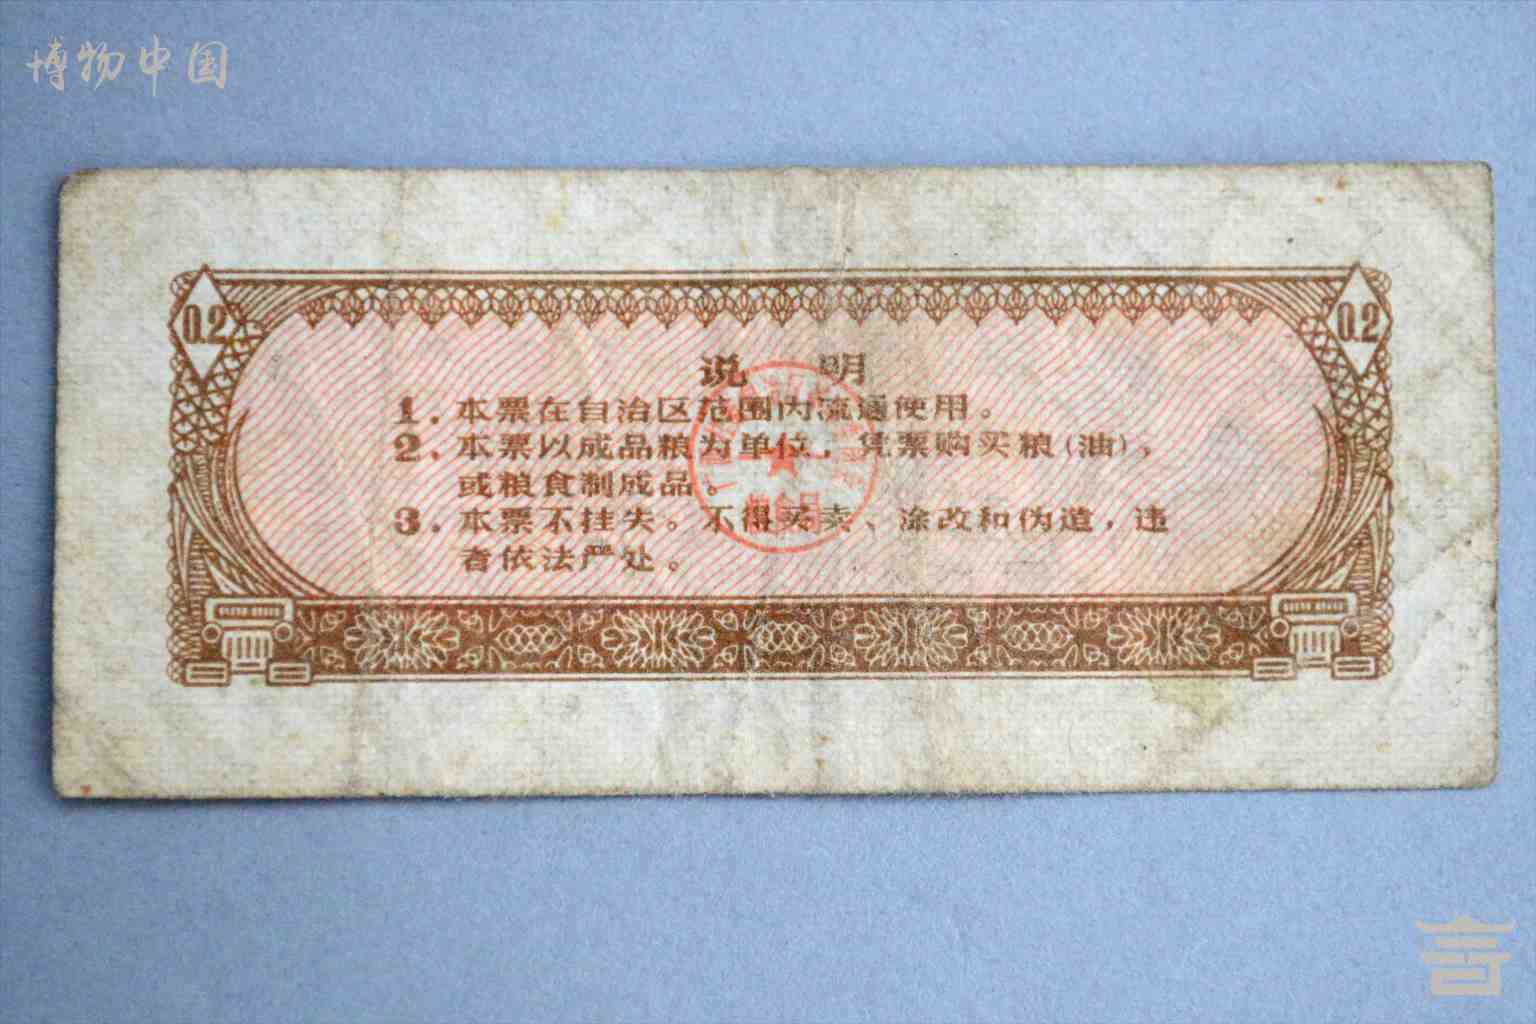 博物中国
0.2
0.2
说 明
1. 本票在自治区范围内流通使用。
2. 本票以成品粮为单位，凭票购买粮(油)，
或粮食制成品。
3. 本票不挂失。不得买卖、涂改和伪造，违
者依法严处。